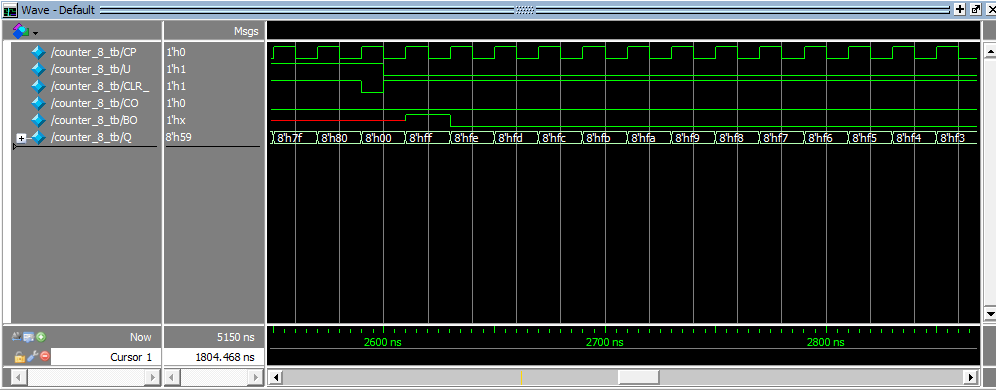 Wave - Default
Msgs
/counter_8_tb/CP 1'h0
/counter_8_tb/U 1'h1
/counter_8_tb/CLR_ 1'h1
/counter_8_tb/CO 1'h0
/counter_8_tb/BO 1'hx
/counter_8_tb/Q 8'h59 8'h7f 8'h80 8'h00 8'hff 8'hfe 8'hfd 8'hfc 8'hfb 8'hfa 8'hf9 8'hf8 8'hf7 8'hf6 8'hf5 8'hf4 8'hf3
Now 5150 ns 2600 ns 2700 ns 2800 ns
Cursor 1 1804.468 ns